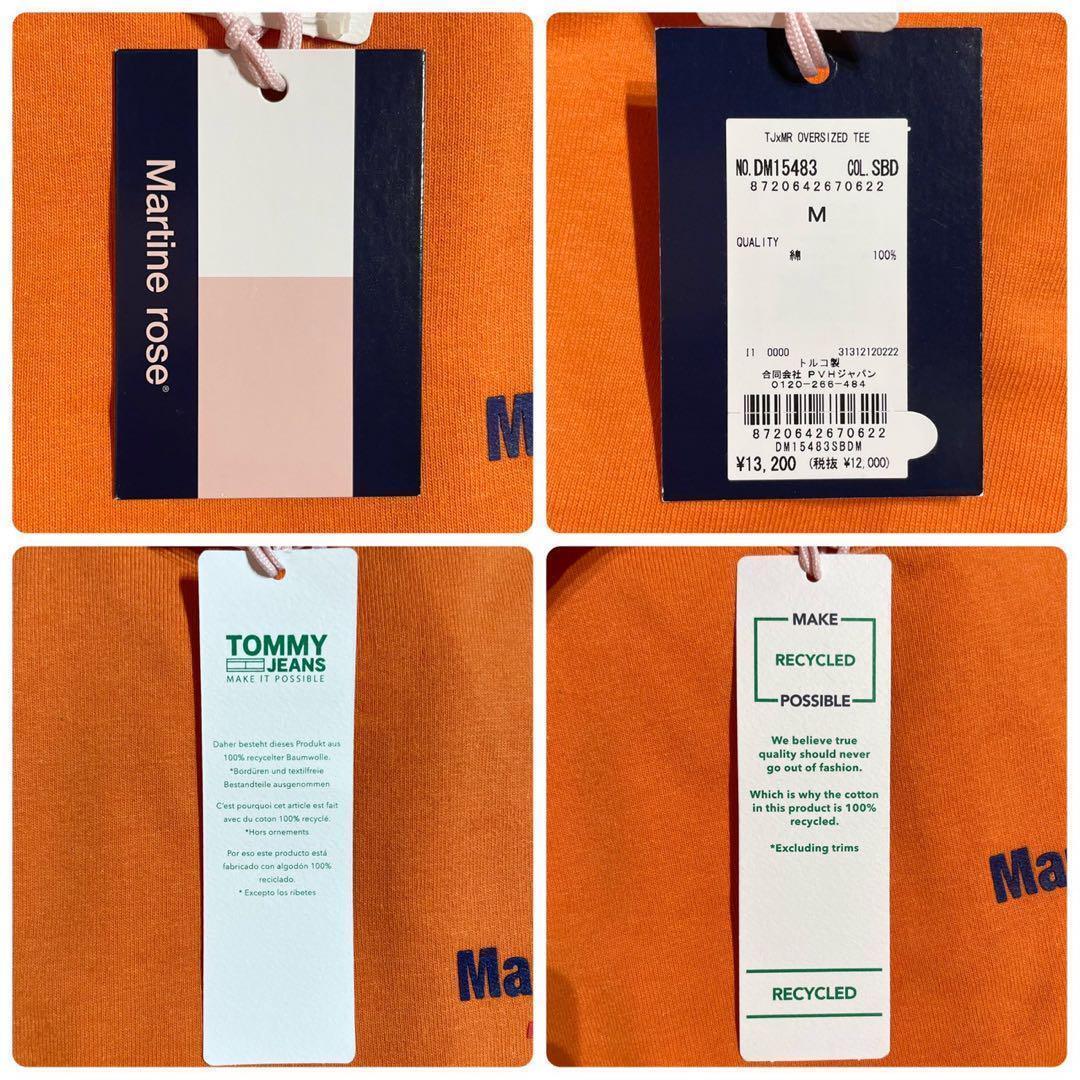 Martine rose®
M
TJxMR OVERSIZED TEE
NO. DM15483 COL. SBD
8720642670622
M
QUALITY
綿 100%
I1 0000 31312120222
トルコ製
合同会社 PVHジャパン
0120-266-484
8720642670622
DM15483SBDM
¥13,200 (税抜 ¥12,000)
TOMMY
JEANS
MAKE IT POSSIBLE
Daher besteht dieses Produkt aus
100% recycelter Baumwolle.
*Bordüren und textilfreie
Bestandteile ausgenommen
C'est pourquoi cet article est fait
avec du coton 100% recyclé.
*Hors ornements
Por eso este producto está
fabricado con algodón 100%
reciclado.
* Excepto los ribetes
Ma
MAKE
RECYCLED
POSSIBLE
We believe true
quality should never
go out of fashion.
Which is why the cotton
in this product is 100%
recycled.
*Excluding trims
RECYCLED
Ma